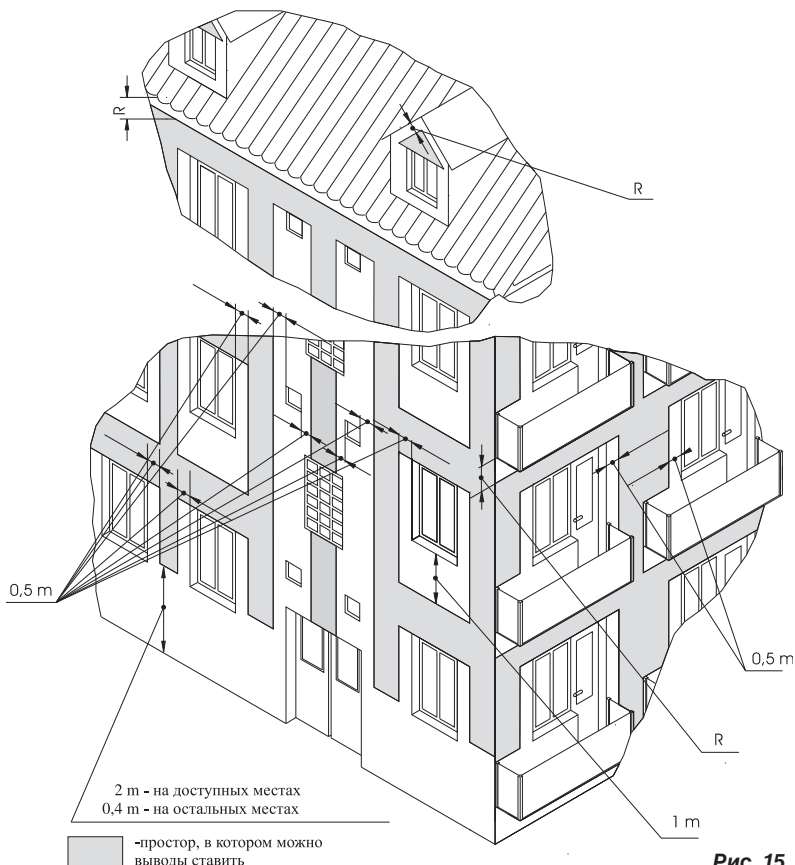 R
R
0,5 m
0,5 m
R
2 m - на доступных местах
0,4 m - на остальных местах
1 m
-простор, в котором можно
выводы ставить
Рис. 15